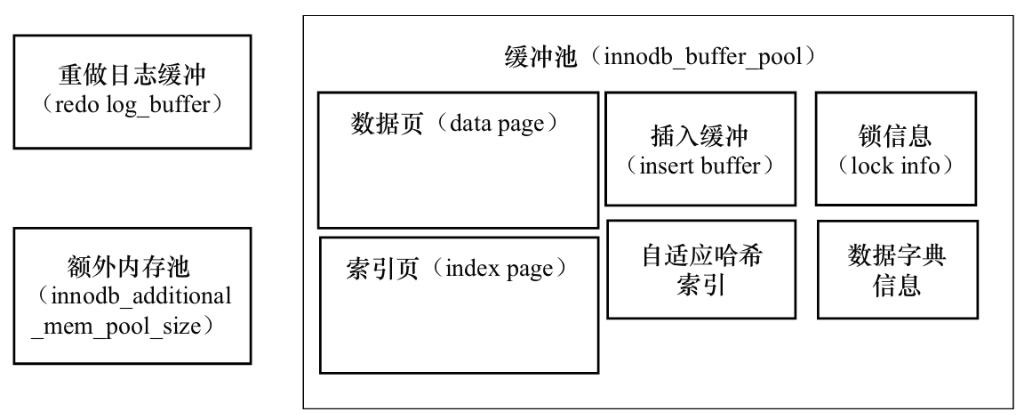 重做日志缓冲
（redo log_buffer）
额外内存池
（innodb_additional
_mem_pool_size）
缓冲池（innodb_buffer_pool）
数据页（data page）
插入缓冲
（insert buffer）
锁信息
（lock info）
索引页（index page）
自适应哈希
索引
数据字典
信息